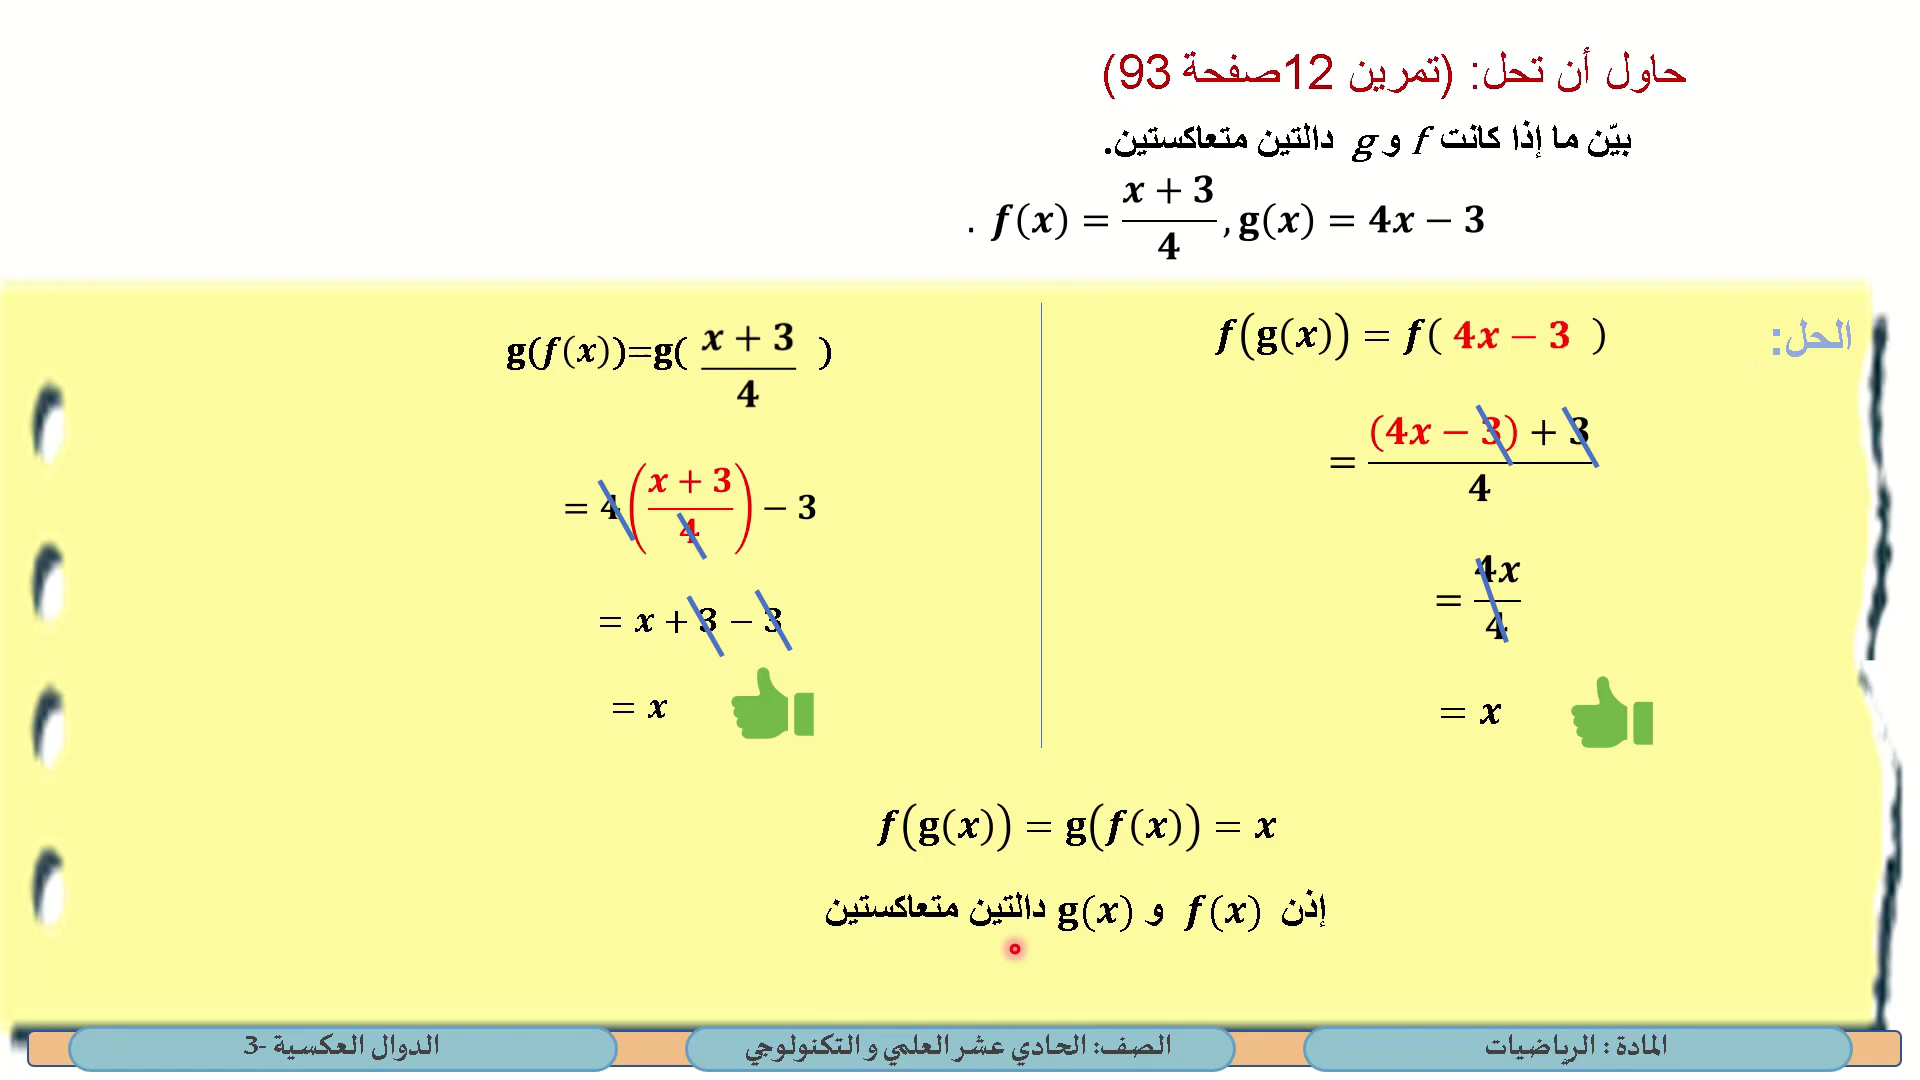 حاول أن تحل: (تمرين 12صفحة 93)
بيّن ما إذا كانت f و g دالتين متعاكستين.
. f(x) = (x + 3)/4 , g(x) = 4x − 3
الحل:
f(g(x)) = f( 4x − 3 )
= ((4x − 3) + 3)/4
= 4x/4
= x
g(f(x))=g( (x + 3)/4 )
= 4((x + 3)/4) − 3
= x + 3 − 3
= x
f(g(x)) = g(f(x)) = x
إذن f(x) و g(x) دالتين متعاكستين
المادة : الرياضيات
الصف: الحادي عشر العلمي و التكنولوجي
الدوال العكسية -3